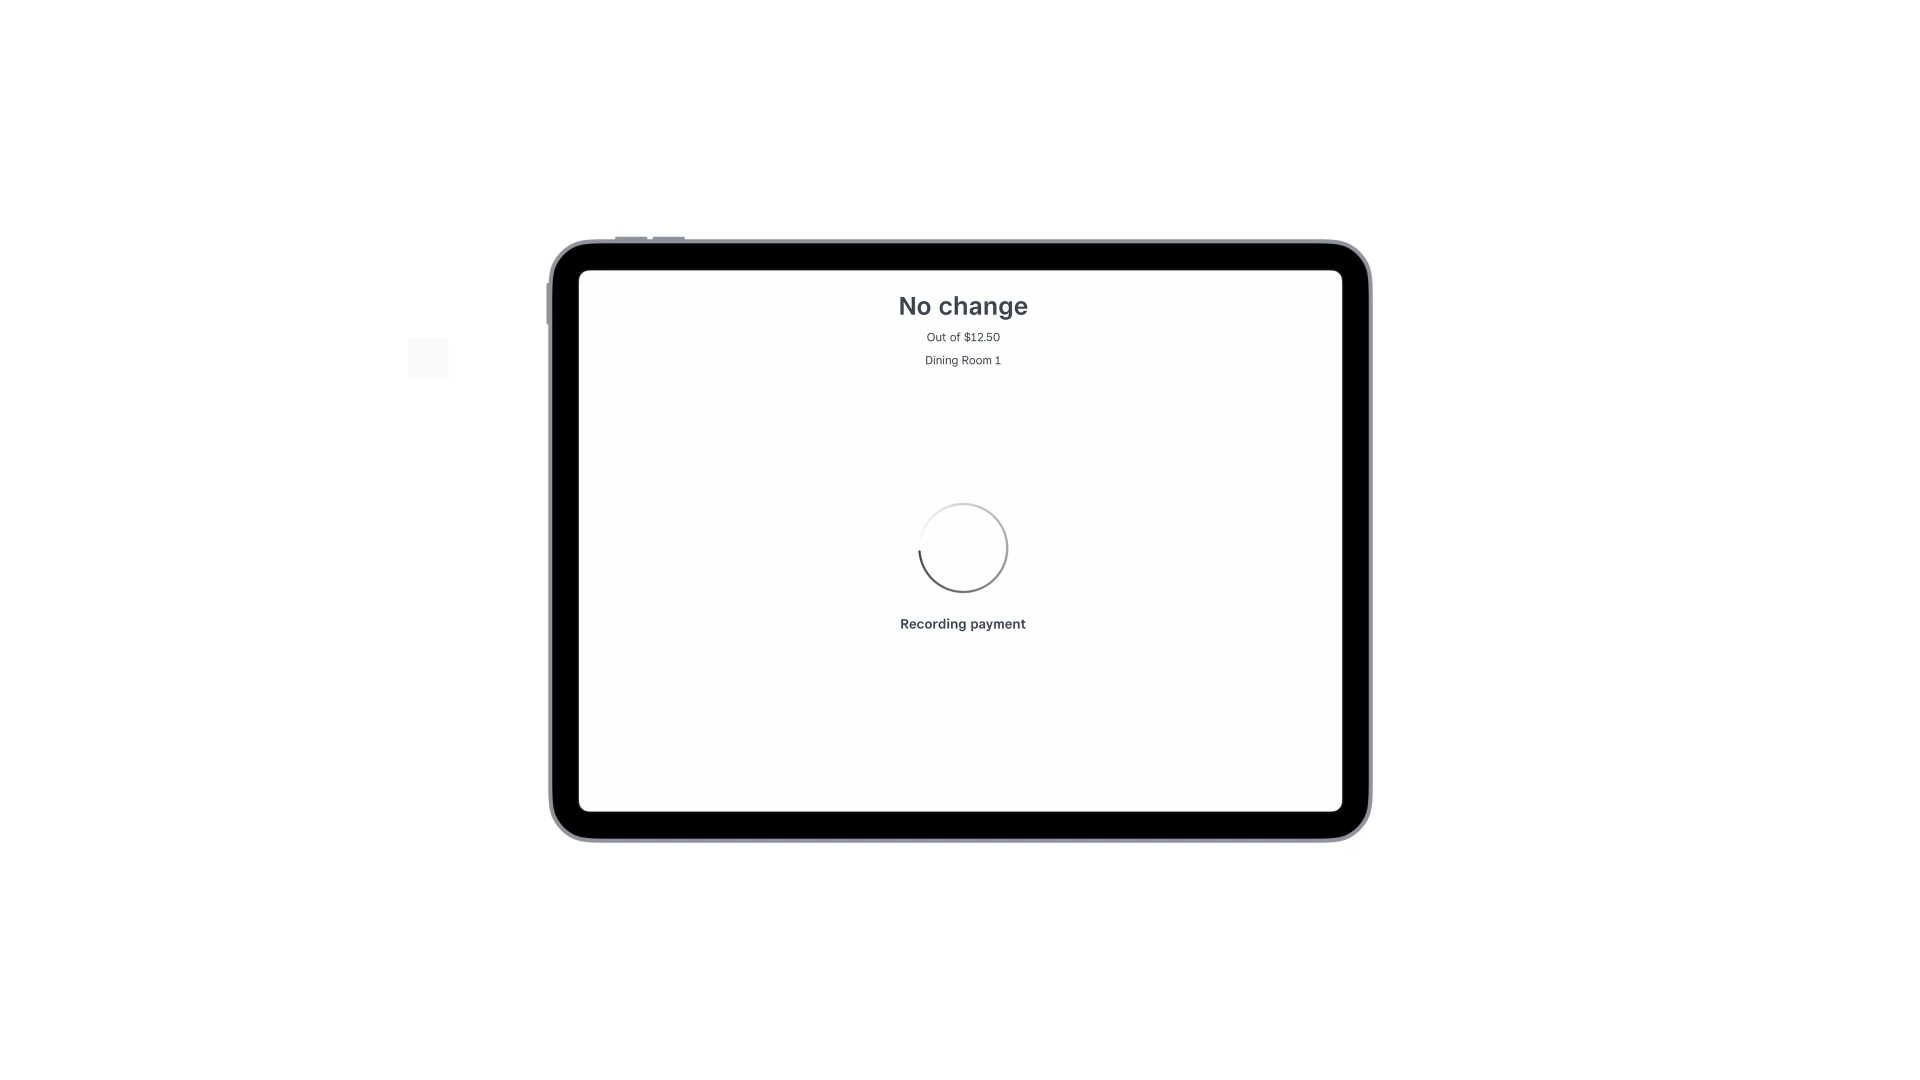 No change
Out of $12.50
Dining Room 1
Recording payment